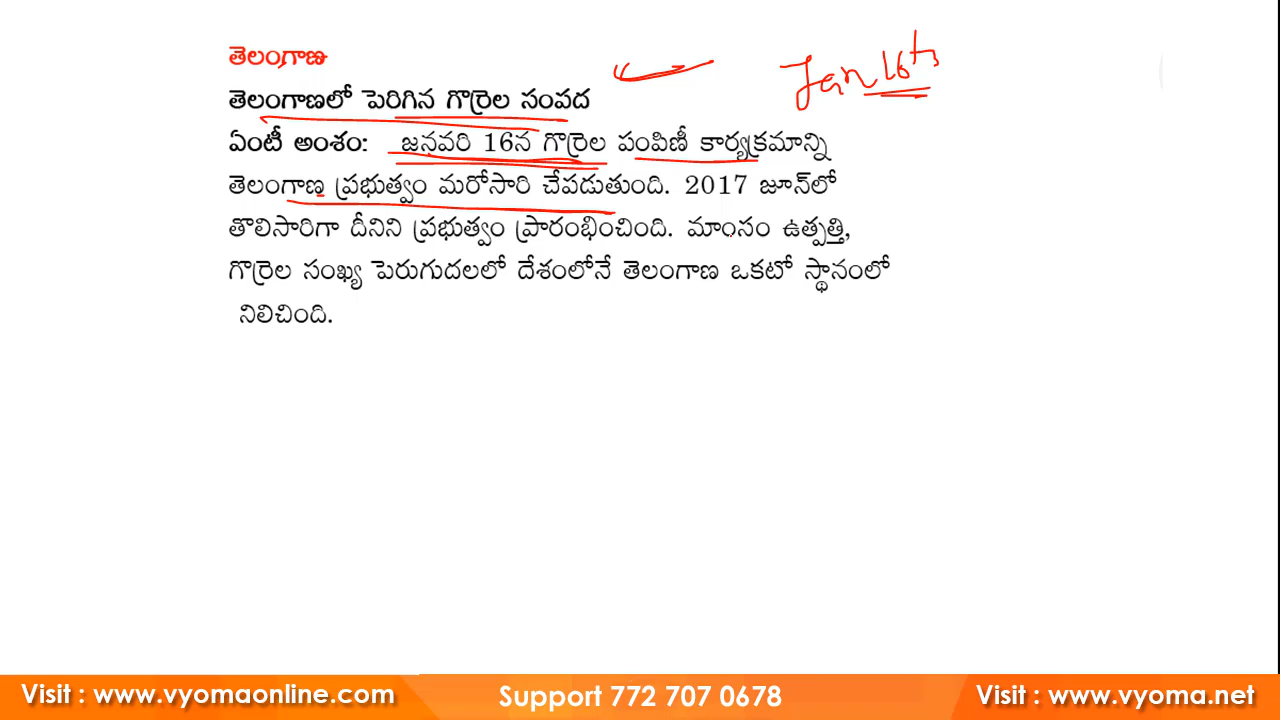 తెలంగాణ
Jan 16th
తెలంగాణలో పెరిగిన గొర్రెల సంపద
ఏంటీ అంశం: జనవరి 16న గొర్రెల పంపిణీ కార్యక్రమాన్ని
తెలంగాణ ప్రభుత్వం మరోసారి చేపడుతుంది. 2017 జూన్‌లో
తొలిసారిగా దీనిని ప్రభుత్వం ప్రారంభించింది. మాంసం ఉత్పత్తి,
గొర్రెల సంఖ్య పెరుగుదలలో దేశంలోనే తెలంగాణ ఒకటో స్థానంలో
నిలిచింది.
Visit : www.vyomaonline.com Support 772 707 0678 Visit : www.vyoma.net